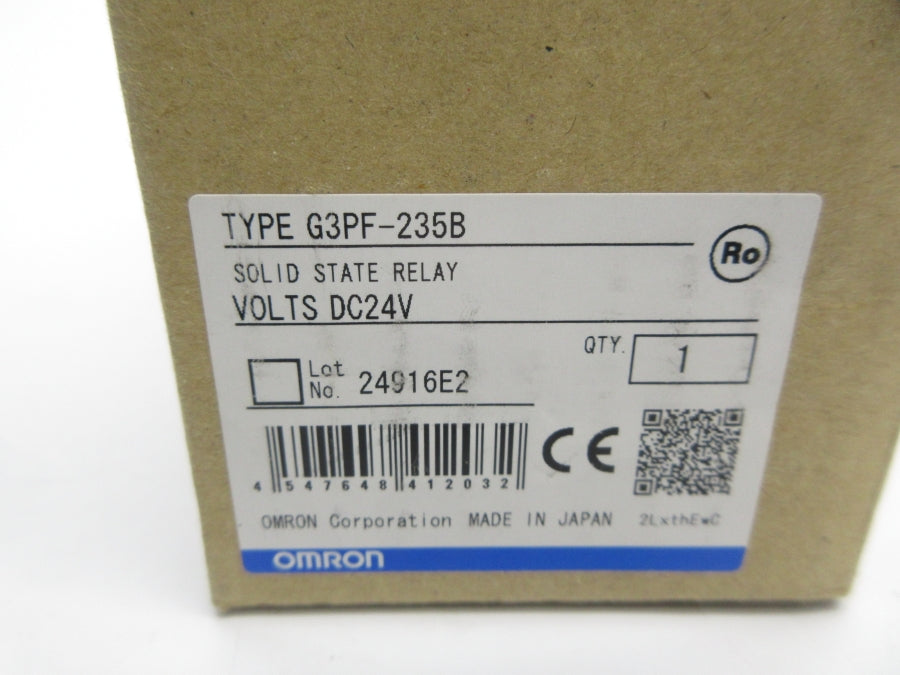 TYPE G3PF-235B
Ro
SOLID STATE RELAY
VOLTS DC24V
QTY. 1
Lot No. 24916E2
4 547648 412032
CE
OMRON Corporation MADE IN JAPAN 2LxthEwC
OMRON